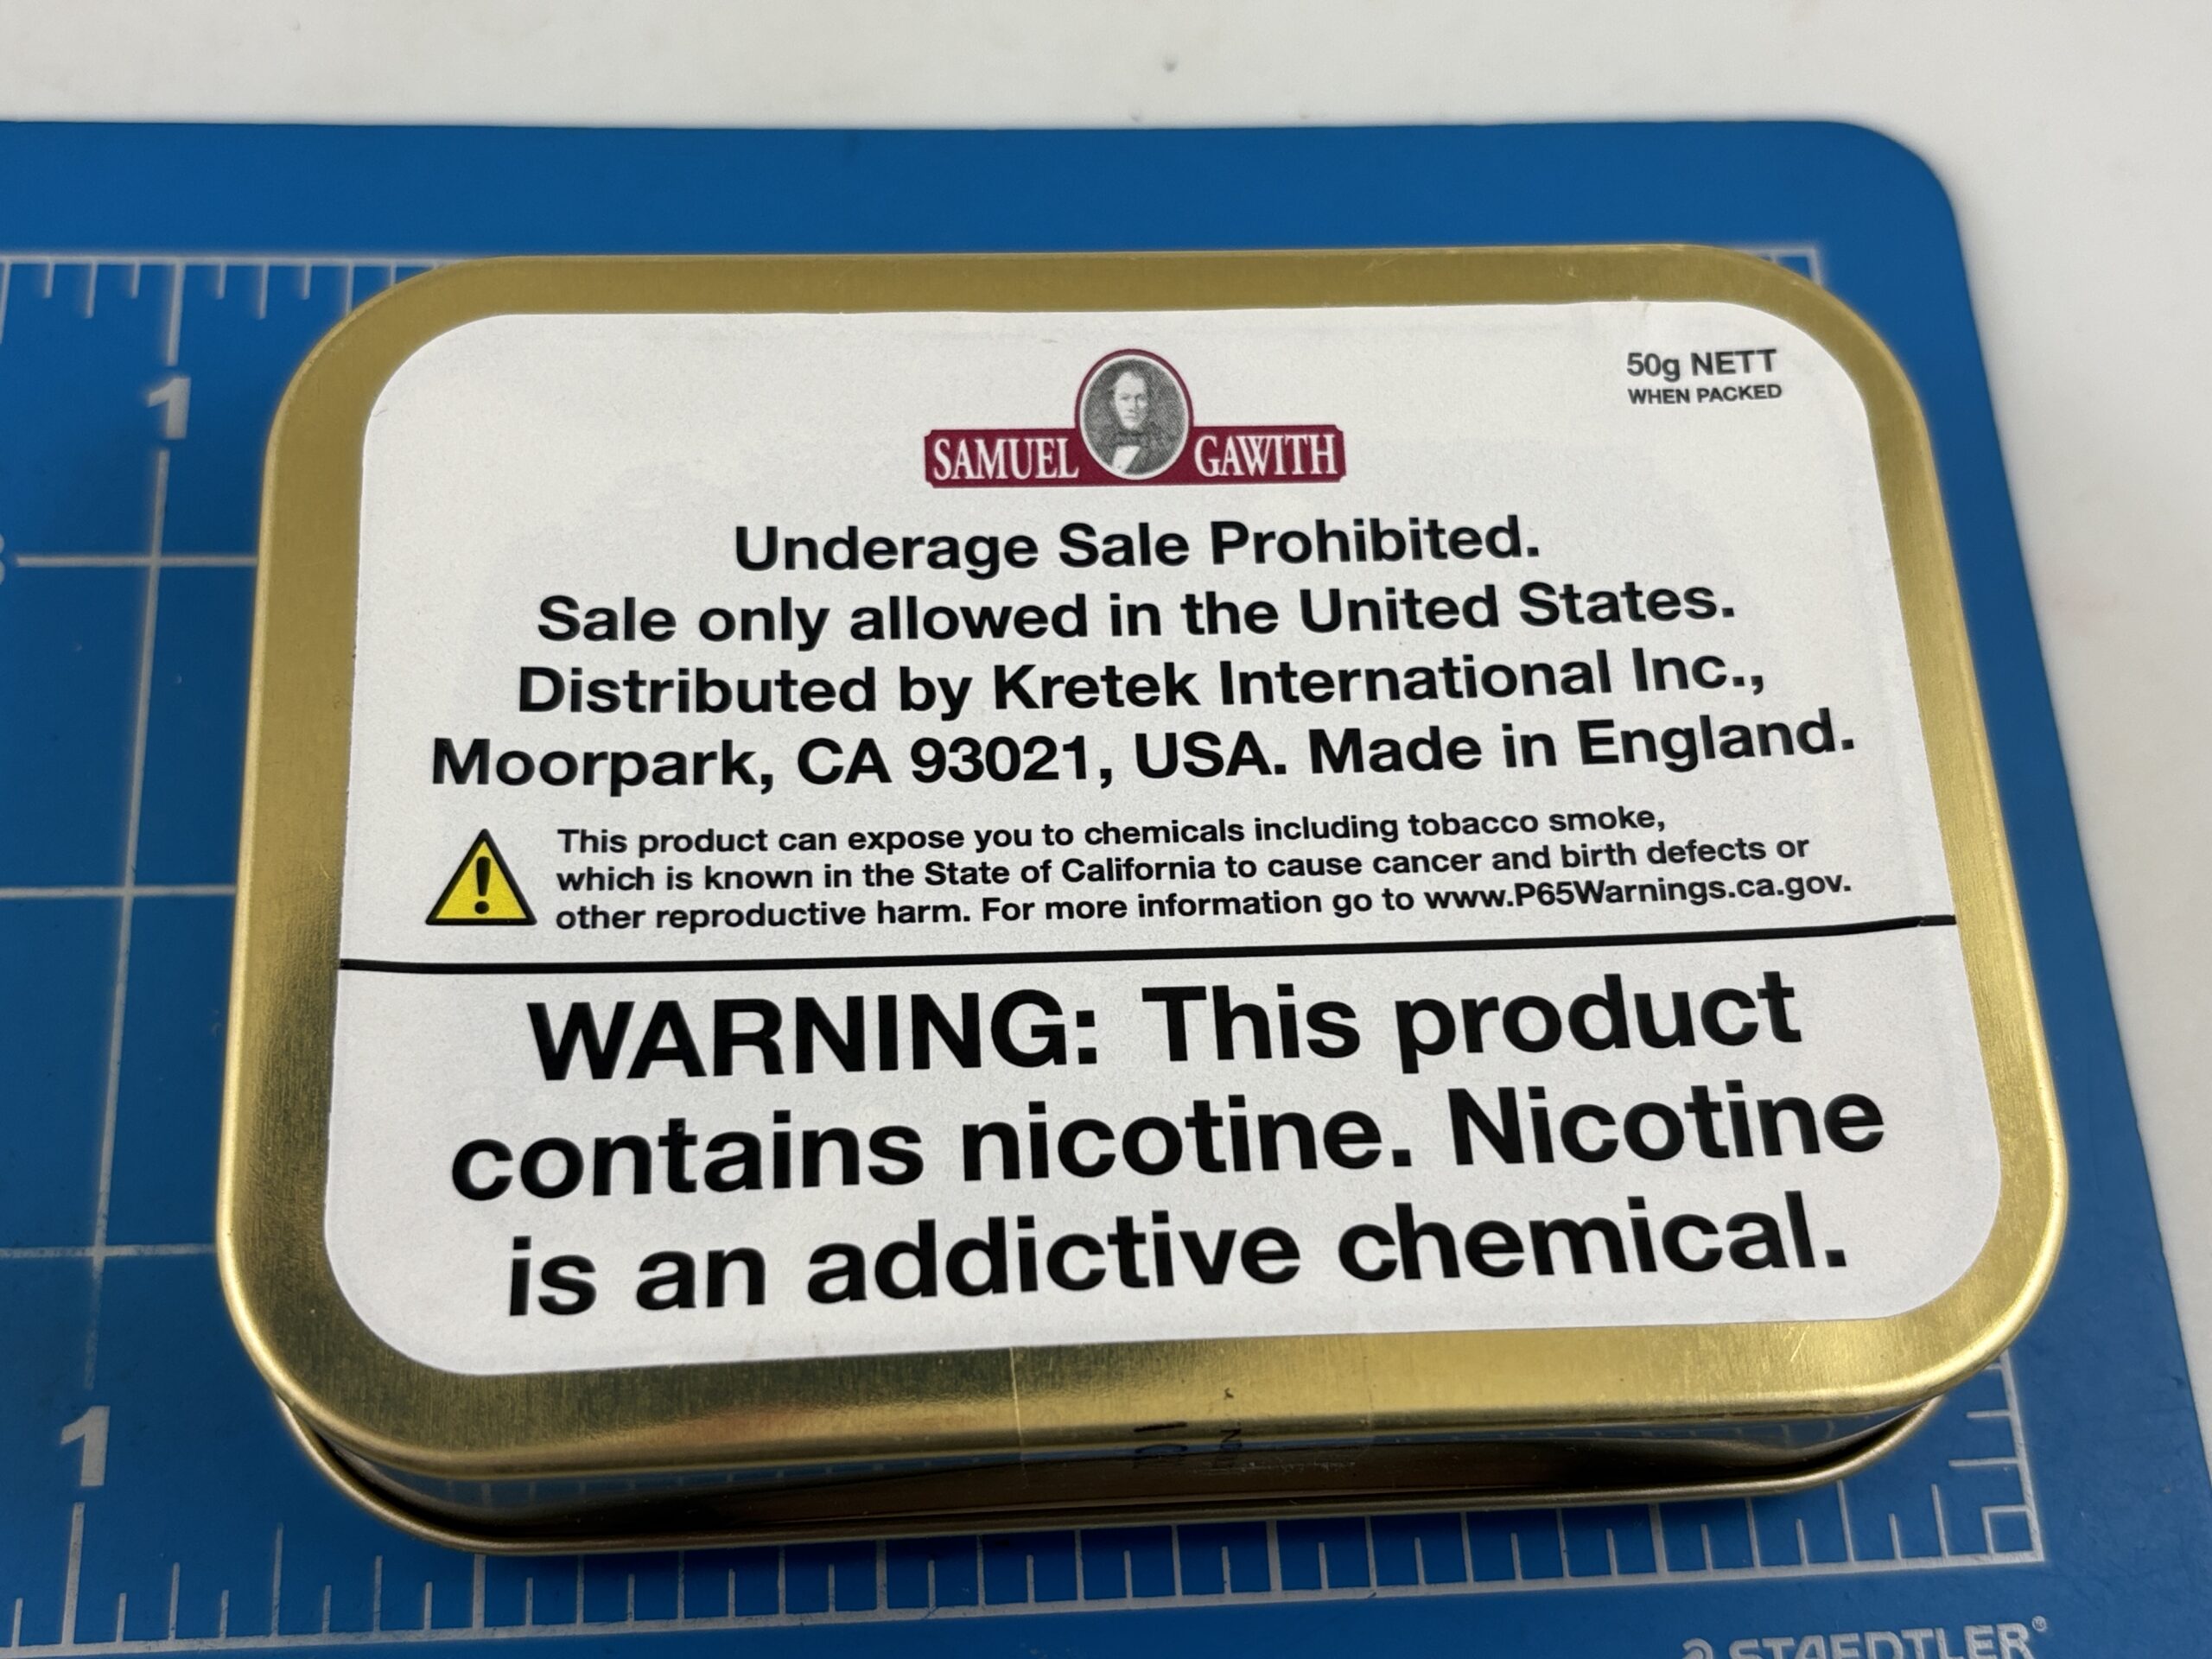 1
50g NETT
WHEN PACKED
SAMUEL GAWITH
Underage Sale Prohibited.
Sale only allowed in the United States.
Distributed by Kretek International Inc.,
Moorpark, CA 93021, USA. Made in England.
This product can expose you to chemicals including tobacco smoke,
which is known in the State of California to cause cancer and birth defects or
other reproductive harm. For more information go to www.P65Warnings.ca.gov.
WARNING: This product
contains nicotine. Nicotine
is an addictive chemical.
1
STAEDTLER®